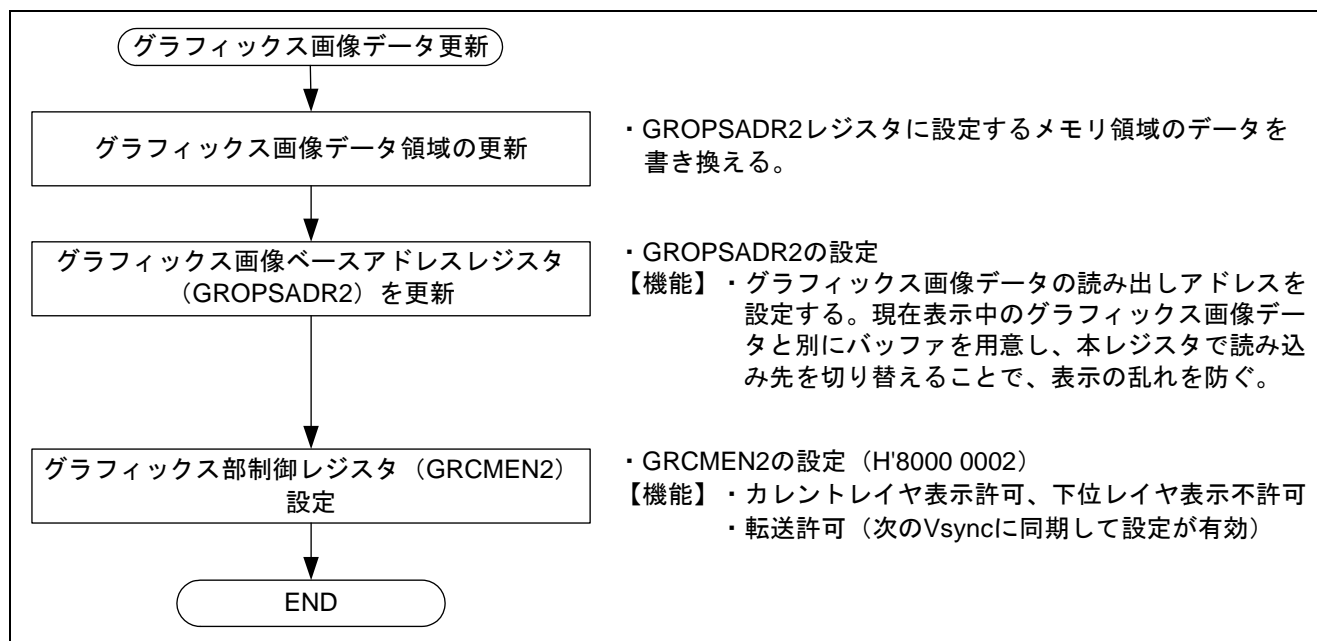 グラフィックス画像データ更新
グラフィックス画像データ領域の更新
・GROPSADR2レジスタに設定するメモリ領域のデータを
書き換える。
グラフィックス画像ベースアドレスレジスタ
（GROPSADR2）を更新
・GROPSADR2の設定
【機能】・グラフィックス画像データの読み出しアドレスを
設定する。現在表示中のグラフィックス画像デー
タと別にバッファを用意し、本レジスタで読み込
み先を切り替えることで、表示の乱れを防ぐ。
グラフィックス部制御レジスタ（GRCMEN2）
設定
・GRCMEN2の設定（H'8000 0002）
【機能】・カレントレイヤ表示許可、下位レイヤ表示不許可
・転送許可（次のVsyncに同期して設定が有効）
END